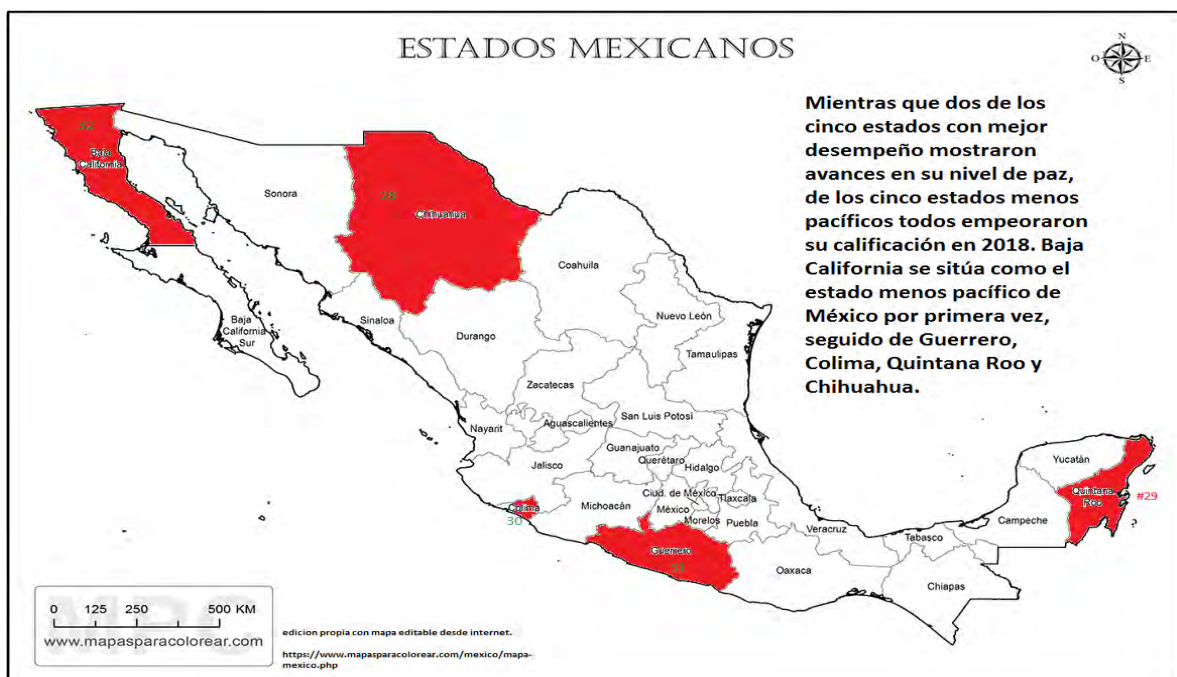 ESTADOS MEXICANOS
N
O
E
S
Mientras que dos de los
cinco estados con mejor
desempeño mostraron
avances en su nivel de paz,
de los cinco estados menos
pacíficos todos empeoraron
su calificación en 2018. Baja
California se sitúa como el
estado menos pacífico de
México por primera vez,
seguido de Guerrero,
Colima, Quintana Roo y
Chihuahua.
32
Baja
California
Sonora
28
Chihuahua
Coahuila
Nuevo León
Sinaloa
Durango
Tamaulipas
Baja
California
Sur
Zacatecas
San Luis Potosí
Nayarit
Aguascalientes
Guanajuato
Querétaro
Hidalgo
Yucatán
Jalisco
Quintana
Roo
#29
Ciud. de México
Tlaxcala
Colima
30
Michoacán
México
Morelos
Puebla
Veracruz
Campeche
Tabasco
Guerrero
31
Oaxaca
Chiapas
0 125 250 500 KM
MPC
www.mapasparacolorear.com
edicion propia con mapa editable desde internet.
https://www.mapasparacolorear.com/mexico/mapa-
mexico.php